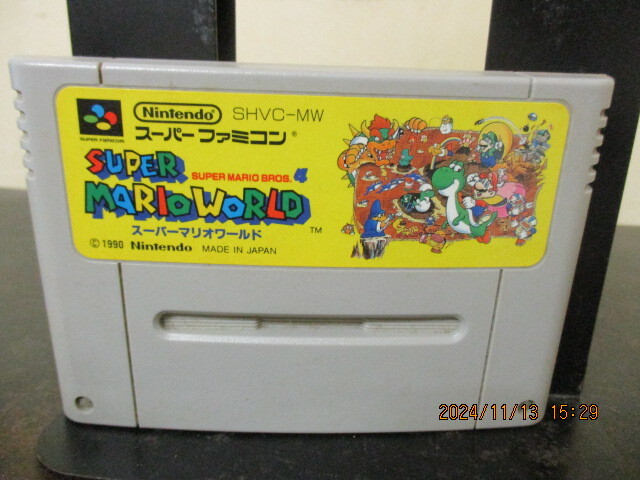 Nintendo SHVC-MW
SUPER FAMICOM
スーパーファミコン®
SUPER
SUPER MARIO BROS. 4
MARIO WORLD
スーパーマリオワールド
TM
© 1990 Nintendo MADE IN JAPAN
2024/11/13 15:29